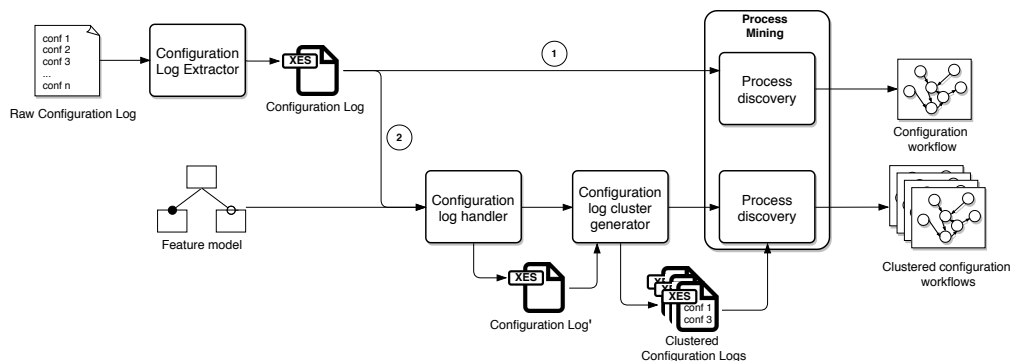 conf 1
conf 2
conf 3
...
conf n
Raw Configuration Log
Configuration
Log Extractor
XES
Configuration Log
1
2
Process
Mining
Process
discovery
Configuration
workflow
Feature model
Configuration
log handler
Configuration
log cluster
generator
Process
discovery
Clustered configuration
workflows
XES
Configuration Log'
XES
conf 1
conf 3
Clustered
Configuration Logs